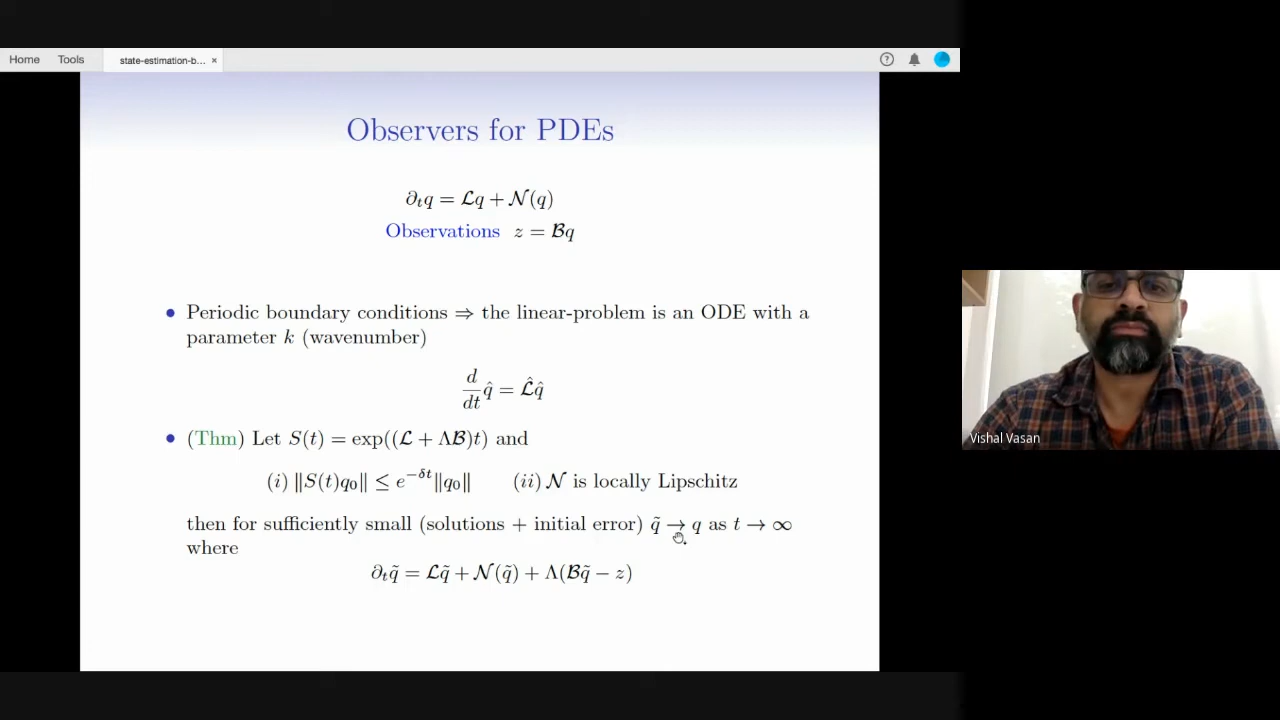 Home Tools state-estimation-b... ×
Observers for PDEs
∂ₜq = ℒq + 𝒩(q)
Observations z = ℬq
• Periodic boundary conditions ⇒ the linear-problem is an ODE with a
parameter k (wavenumber)
d/dt q̂ = ℒ̂q̂
• (Thm) Let S(t) = exp((ℒ + Λℬ)t) and
(i) ‖S(t)q₀‖ ≤ e^{−δt}‖q₀‖ (ii) 𝒩 is locally Lipschitz
then for sufficiently small (solutions + initial error) q̃ → q as t → ∞
where
∂ₜq̃ = ℒq̃ + 𝒩(q̃) + Λ(ℬq̃ − z)
Vishal Vasan